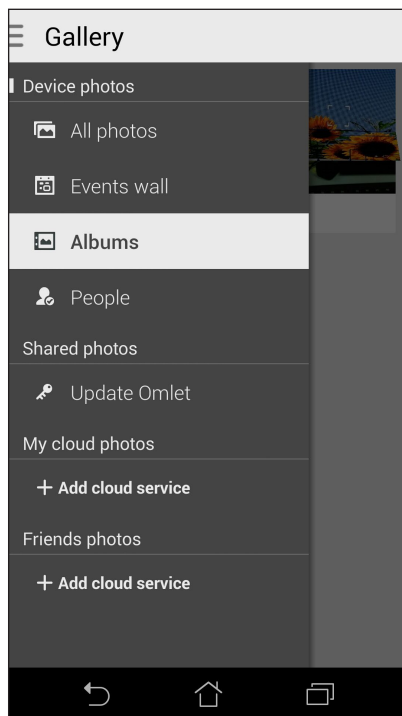 Gallery
Device photos
All photos
Events wall
Albums
People
Shared photos
Update Omlet
My cloud photos
+ Add cloud service
Friends photos
+ Add cloud service